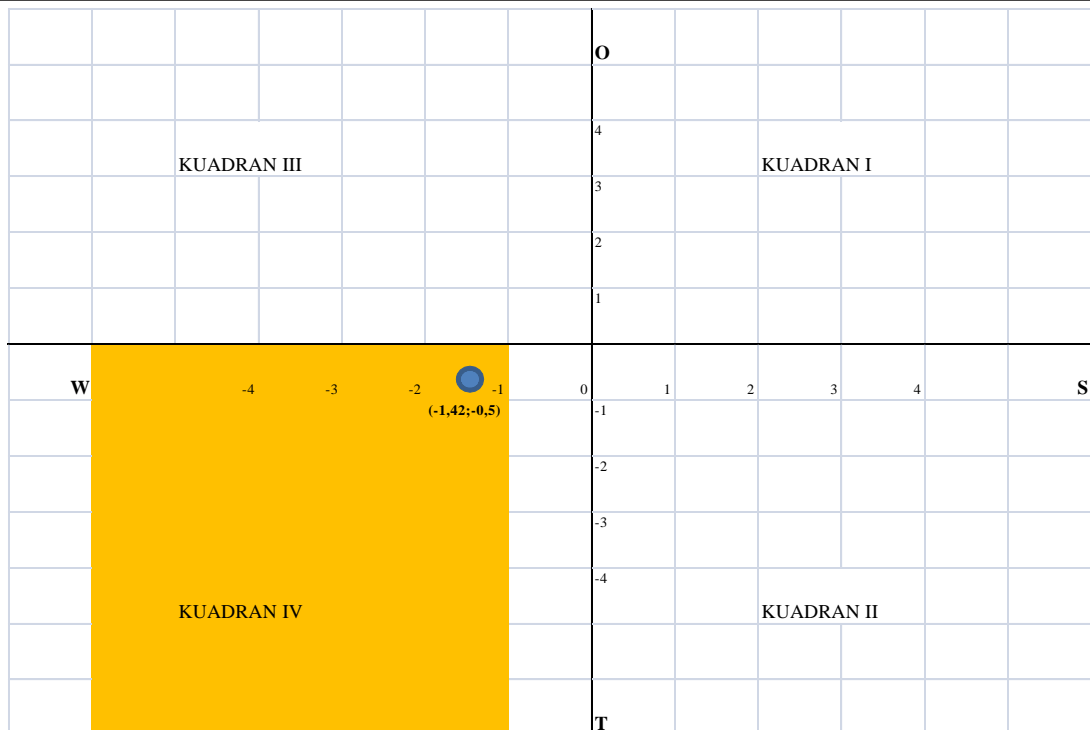 O
4
KUADRAN III KUADRAN I
3
2
1
W -4 -3 -2 -1 0 1 2 3 4 S
(-1,42;-0,5) -1
-2
-3
-4
KUADRAN IV KUADRAN II
T